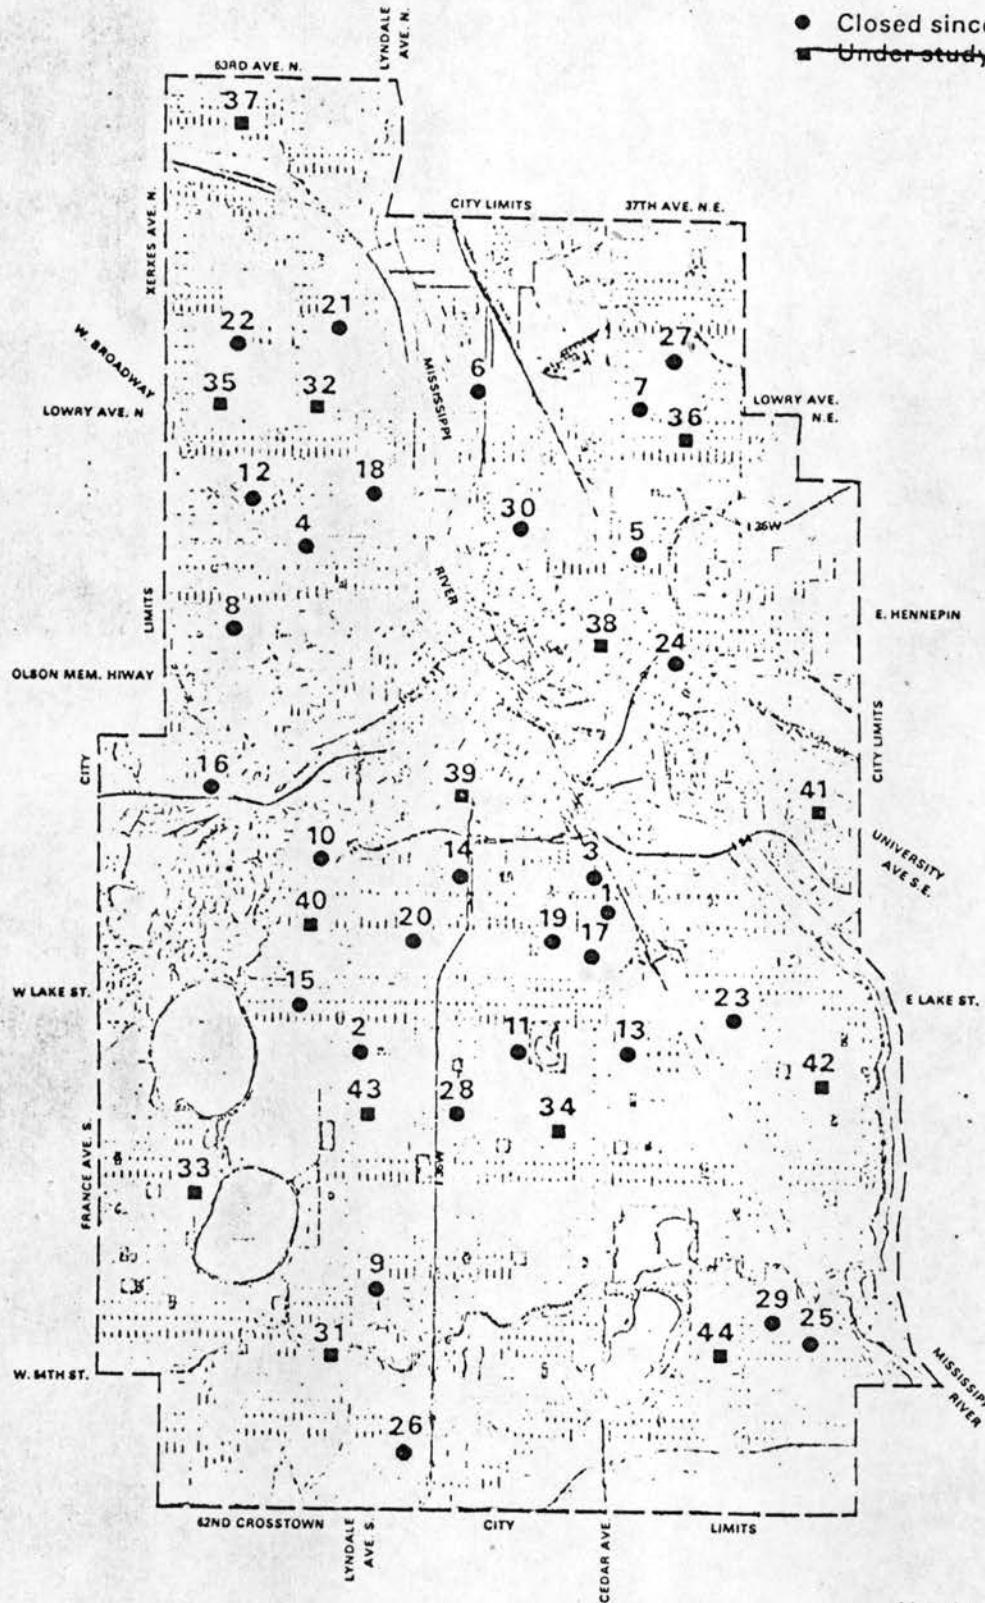 ● Closed since
■ Under study
LYNDALE AVE. N.
53RD AVE. N.
37
CITY LIMITS
37TH AVE. N.E.
XERXES AVE. N.
21
22
27
W. BROADWAY
MISSISSIPPI
6
35
32
7
LOWRY AVE. N
LOWRY AVE. N.E.
36
12
18
30
I 35W
4
5
RIVER
LIMITS
8
E. HENNEPIN
38
24
OLSON MEM. HIWAY
CITY LIMITS
CITY
16
39
41
10
14
3
I 94
UNIVERSITY AVE S.E.
40
20
19
1
17
W LAKE ST.
15
23
E LAKE ST.
2
11
13
43
28
34
42
I 35W
FRANCE AVE. S.
33
9
29
25
31
44
W. 54TH ST.
MISSISSIPPI RIVER
26
62ND CROSSTOWN
CITY
LIMITS
LYNDALE AVE. S.
CEDAR AVE.